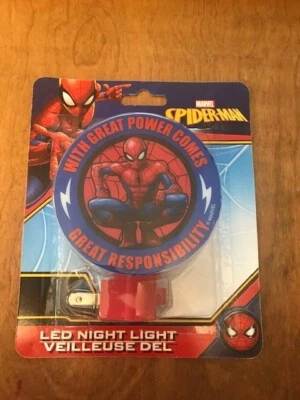 MARVEL
SPIDER-MAN
WITH GREAT POWER COMES
GREAT RESPONSIBILITY
LED NIGHT LIGHT
VEILLEUSE DEL